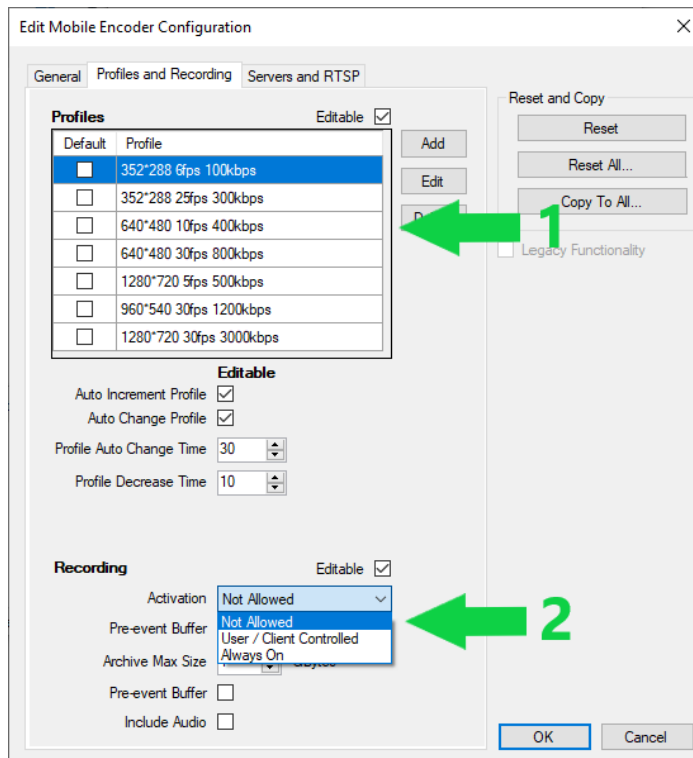 Edit Mobile Encoder Configuration
General Profiles and Recording Servers and RTSP
Profiles Editable
Default Profile
352*288 6fps 100kbps
352*288 25fps 300kbps
640*480 10fps 400kbps
640*480 30fps 800kbps
1280*720 5fps 500kbps
960*540 30fps 1200kbps
1280*720 30fps 3000kbps
Add
Edit
1
Reset and Copy
Reset
Reset All...
Copy To All...
Legacy Functionality
Editable
Auto Increment Profile
Auto Change Profile
Profile Auto Change Time 30
Profile Decrease Time 10
Recording Editable
Activation Not Allowed
Not Allowed
User / Client Controlled
Always On
2
Pre-event Buffer
Archive Max Size
Pre-event Buffer
Include Audio
OK Cancel